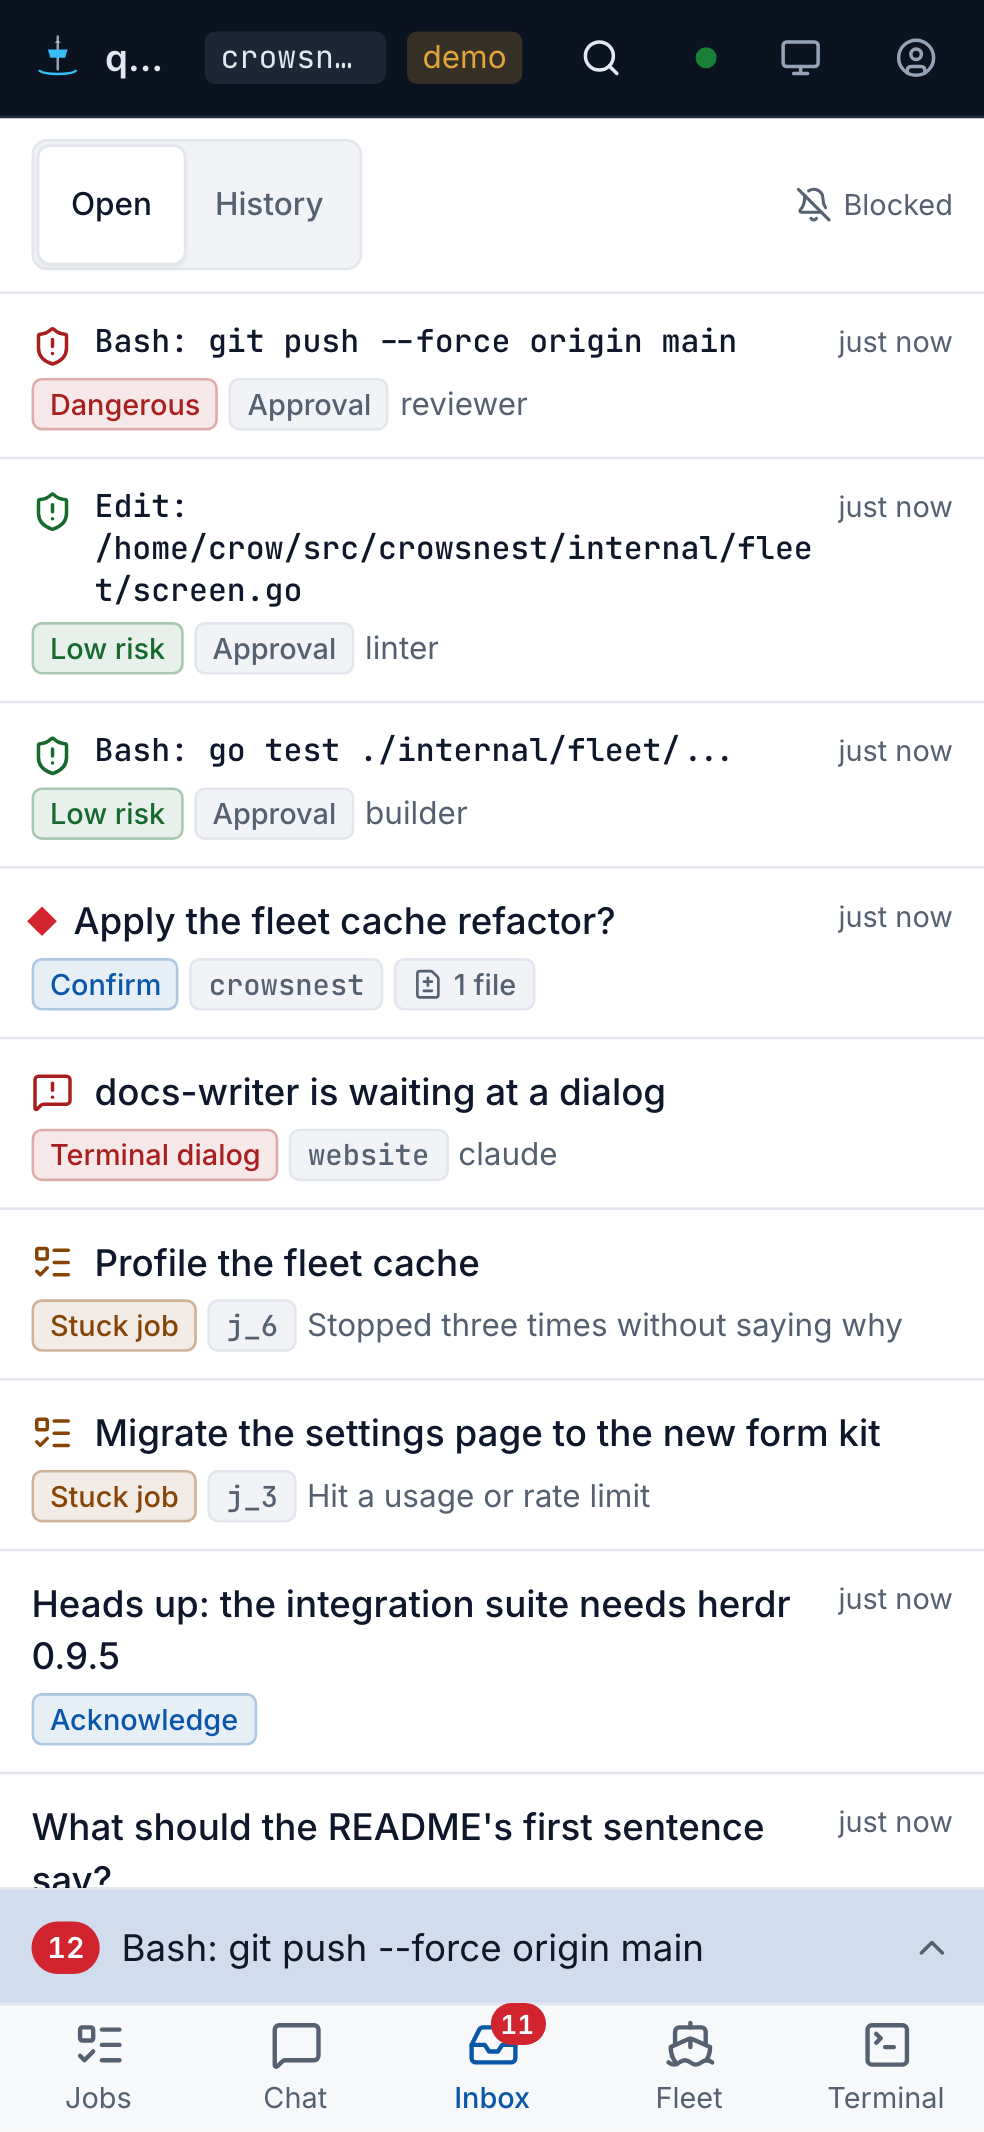 q...
crowsn...
demo
Open
History
Blocked
Bash: git push --force origin main
just now
Dangerous
Approval
reviewer
Edit:
/home/crow/src/crowsnest/internal/flee
t/screen.go
just now
Low risk
Approval
linter
Bash: go test ./internal/fleet/...
just now
Low risk
Approval
builder
Apply the fleet cache refactor?
just now
Confirm
crowsnest
1 file
docs-writer is waiting at a dialog
Terminal dialog
website
claude
Profile the fleet cache
Stuck job
j_6
Stopped three times without saying why
Migrate the settings page to the new form kit
Stuck job
j_3
Hit a usage or rate limit
Heads up: the integration suite needs herdr
0.9.5
just now
Acknowledge
What should the README's first sentence
say?
just now
12
Bash: git push --force origin main
11
Jobs
Chat
Inbox
Fleet
Terminal